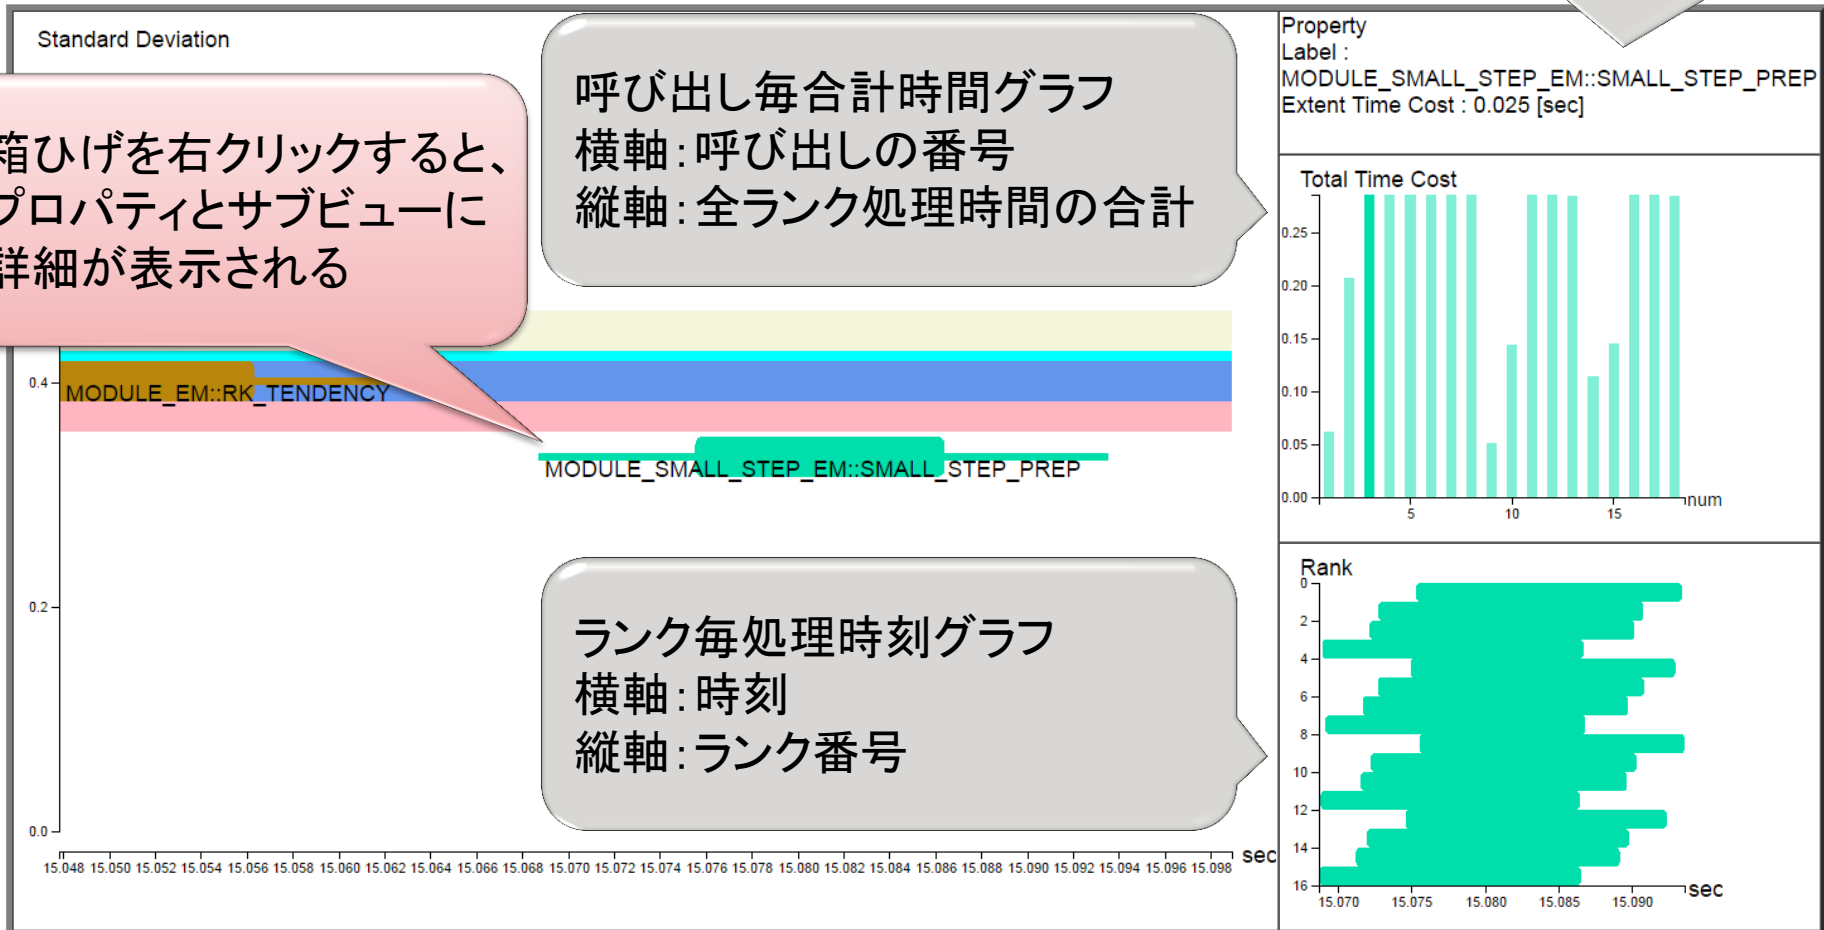 Standard Deviation
箱ひげを右クリックすると、
プロパティとサブビューに
詳細が表示される
呼び出し毎合計時間グラフ
横軸：呼び出しの番号
縦軸：全ランク処理時間の合計
0.4
MODULE_EM::RK_TENDENCY
MODULE_SMALL_STEP_EM::SMALL_STEP_PREP
0.2
ランク毎処理時刻グラフ
横軸：時刻
縦軸：ランク番号
0.0
15.048 15.050 15.052 15.054 15.056 15.058 15.060 15.062 15.064 15.066 15.068 15.070 15.072 15.074 15.076 15.078 15.080 15.082 15.084 15.086 15.088 15.090 15.092 15.094 15.096 15.098 sec
Property
Label :
MODULE_SMALL_STEP_EM::SMALL_STEP_PREP
Extent Time Cost : 0.025 [sec]
Total Time Cost
0.25
0.20
0.15
0.10
0.05
0.00
num
5 10 15
Rank
0
2
4
6
8
10
12
14
16
sec
15.070 15.075 15.080 15.085 15.090